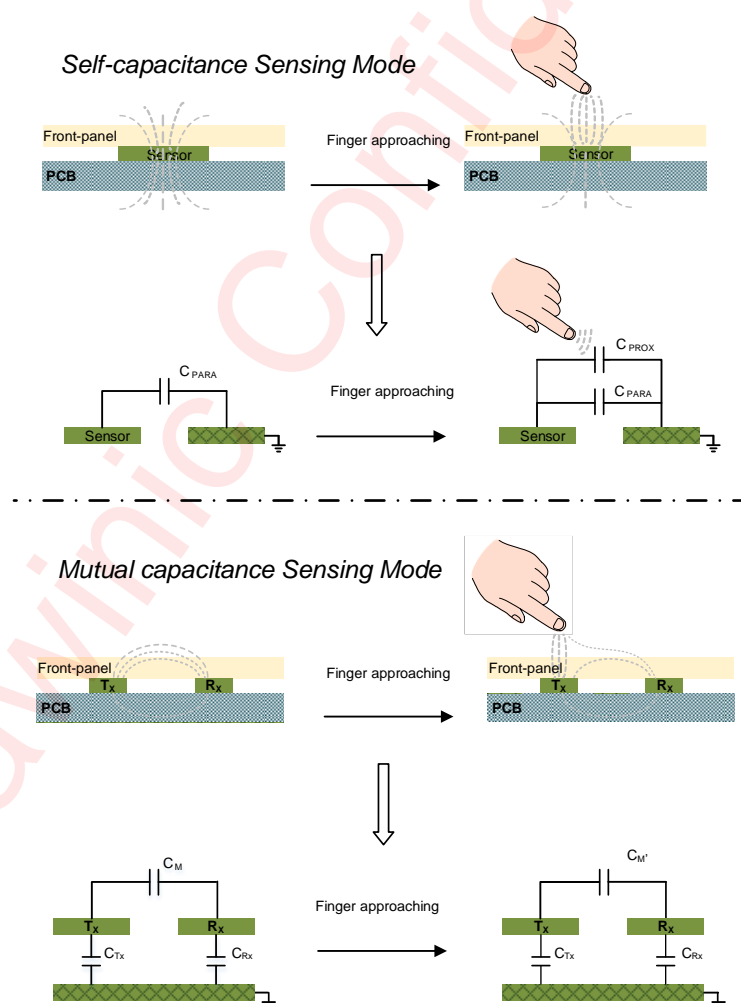 Self-capacitance Sensing Mode
Front-panel
Sensor
PCB
Finger approaching
Front-panel
Sensor
PCB
C PARA
Sensor
Finger approaching
C PROX
C PARA
Sensor
Mutual capacitance Sensing Mode
Front-panel
Tx
Rx
PCB
Finger approaching
Front-panel
Tx
Rx
PCB
CM
Tx
Rx
CTx
CRx
Finger approaching
CM'
Tx
Rx
CTx
CRx
awinic Confid